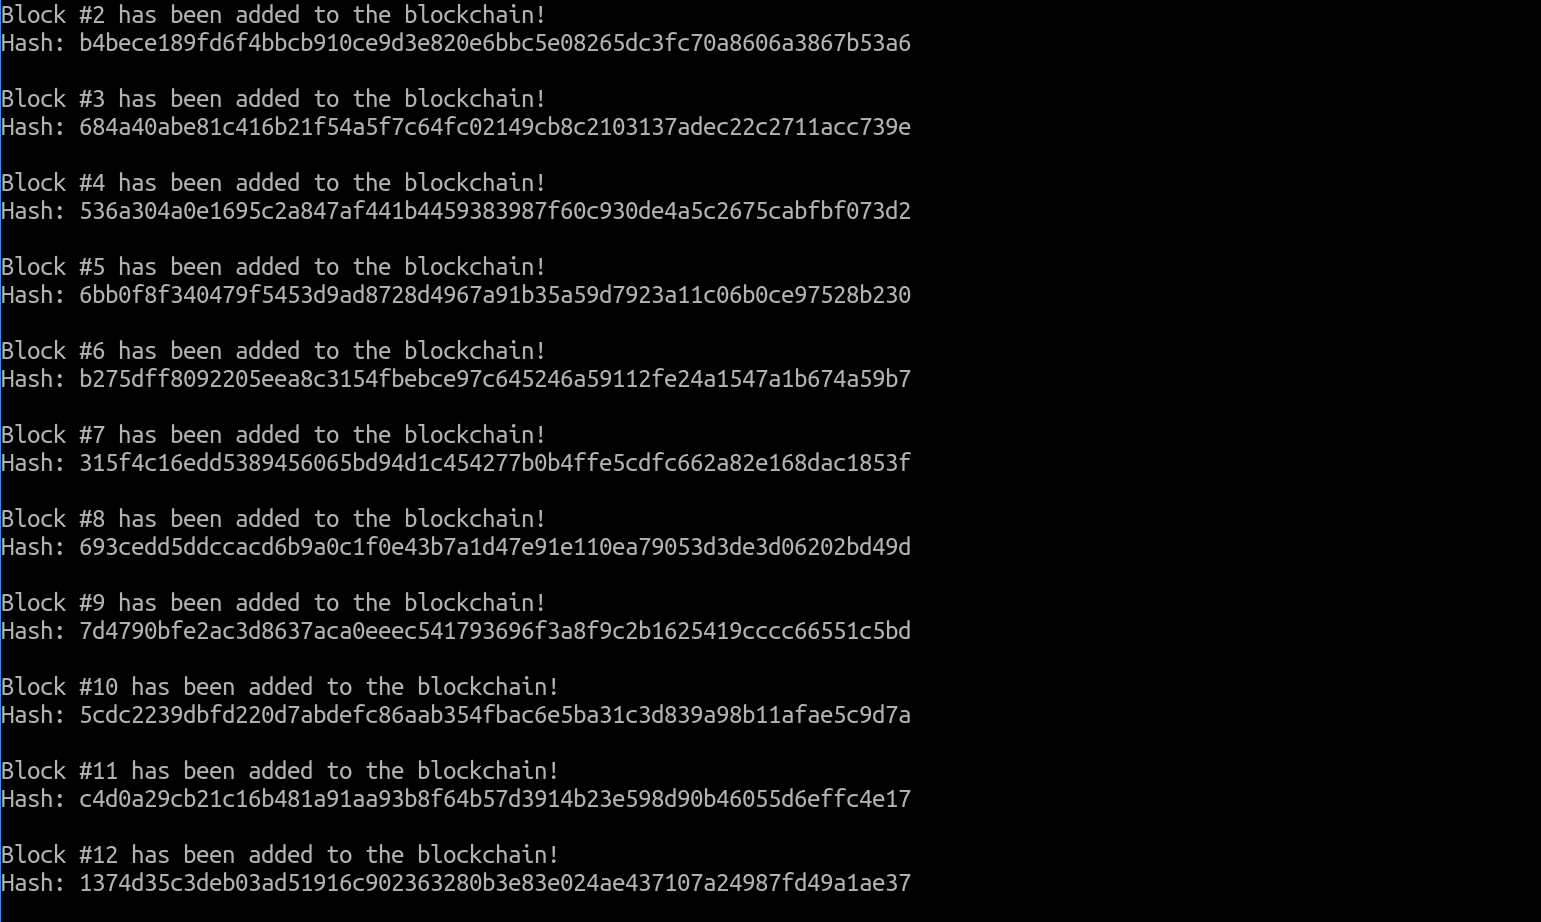 Block #2 has been added to the blockchain!
Hash: b4bece189fd6f4bbcb910ce9d3e820e6bbc5e08265dc3fc70a8606a3867b53a6
Block #3 has been added to the blockchain!
Hash: 684a40abe81c416b21f54a5f7c64fc02149cb8c2103137adec22c2711acc739e
Block #4 has been added to the blockchain!
Hash: 536a304a0e1695c2a847af441b4459383987f60c930de4a5c2675cabfbf073d2
Block #5 has been added to the blockchain!
Hash: 6bb0f8f340479f5453d9ad8728d4967a91b35a59d7923a11c06b0ce97528b230
Block #6 has been added to the blockchain!
Hash: b275dff8092205eea8c3154fbebce97c645246a59112fe24a1547a1b674a59b7
Block #7 has been added to the blockchain!
Hash: 315f4c16edd5389456065bd94d1c454277b0b4ffe5cdfc662a82e168dac1853f
Block #8 has been added to the blockchain!
Hash: 693cedd5ddccacd6b9a0c1f0e43b7a1d47e91e110ea79053d3de3d06202bd49d
Block #9 has been added to the blockchain!
Hash: 7d4790bfe2ac3d8637aca0eeec541793696f3a8f9c2b1625419cccc66551c5bd
Block #10 has been added to the blockchain!
Hash: 5cdc2239dbfd220d7abdefc86aab354fbac6e5ba31c3d839a98b11afae5c9d7a
Block #11 has been added to the blockchain!
Hash: c4d0a29cb21c16b481a91aa93b8f64b57d3914b23e598d90b46055d6effc4e17
Block #12 has been added to the blockchain!
Hash: 1374d35c3deb03ad51916c902363280b3e83e024ae437107a24987fd49a1ae37